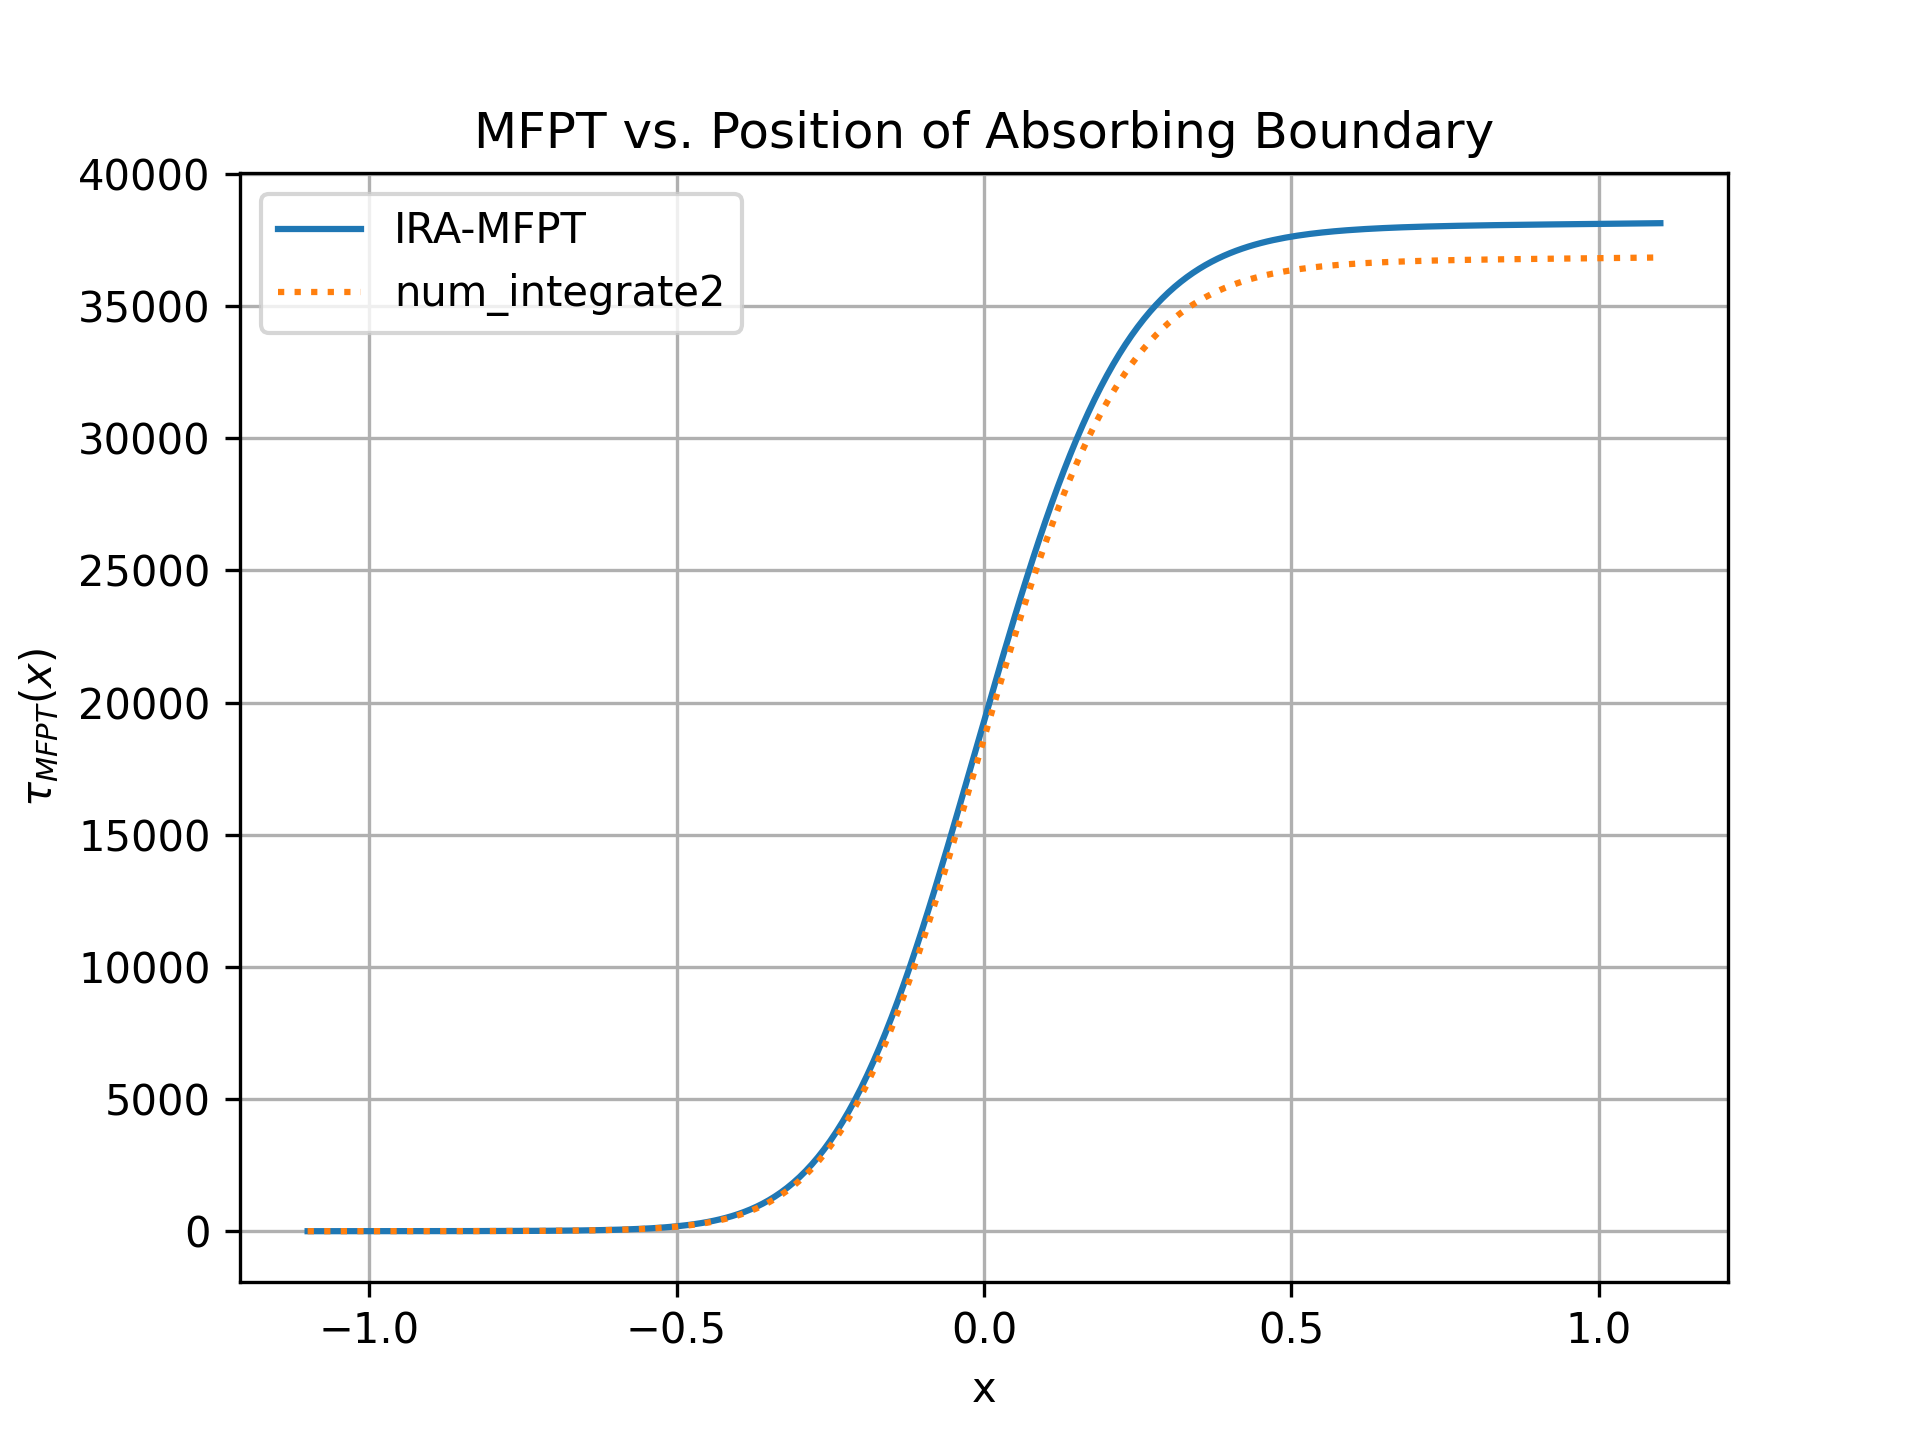 MFPT vs. Position of Absorbing Boundary
40000
35000
30000
25000
20000
15000
10000
5000
0
IRA-MFPT
num_integrate2
τMFPT(x)
−1.0
−0.5
0.0
0.5
1.0
x